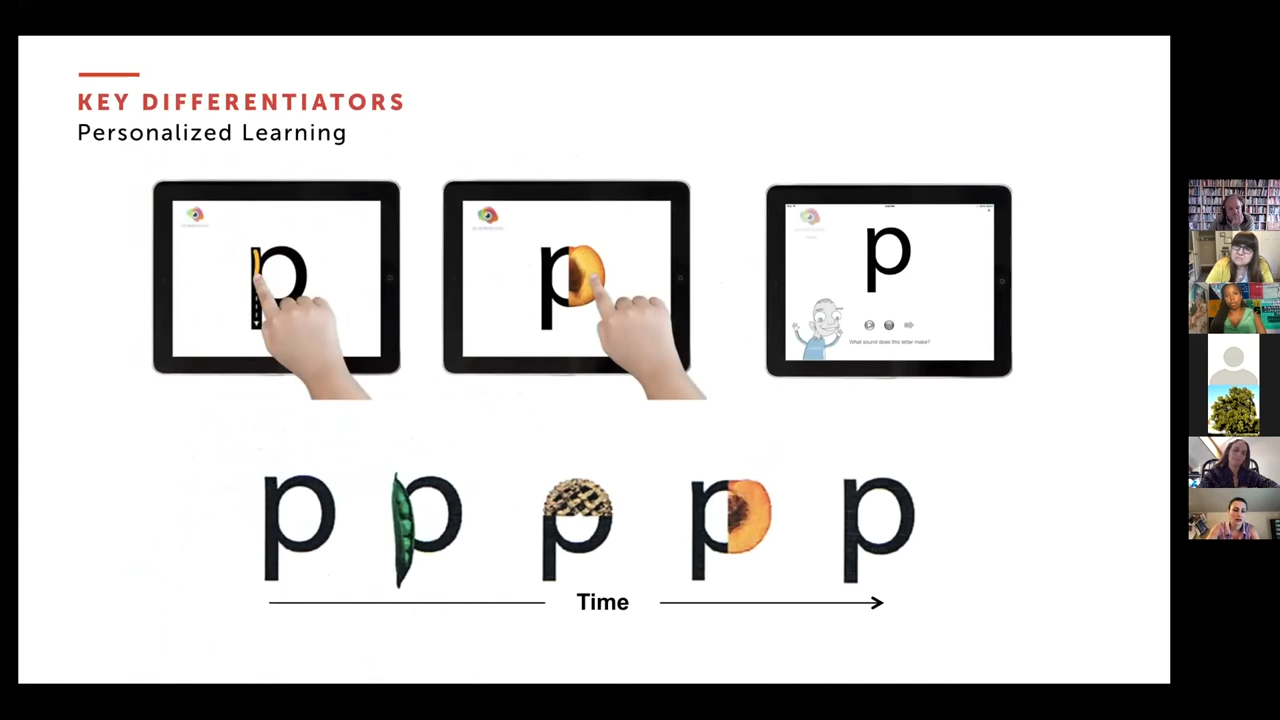 KEY DIFFERENTIATORS
Personalized Learning
p
p
p
What sound does this letter make?
p p p p p
Time